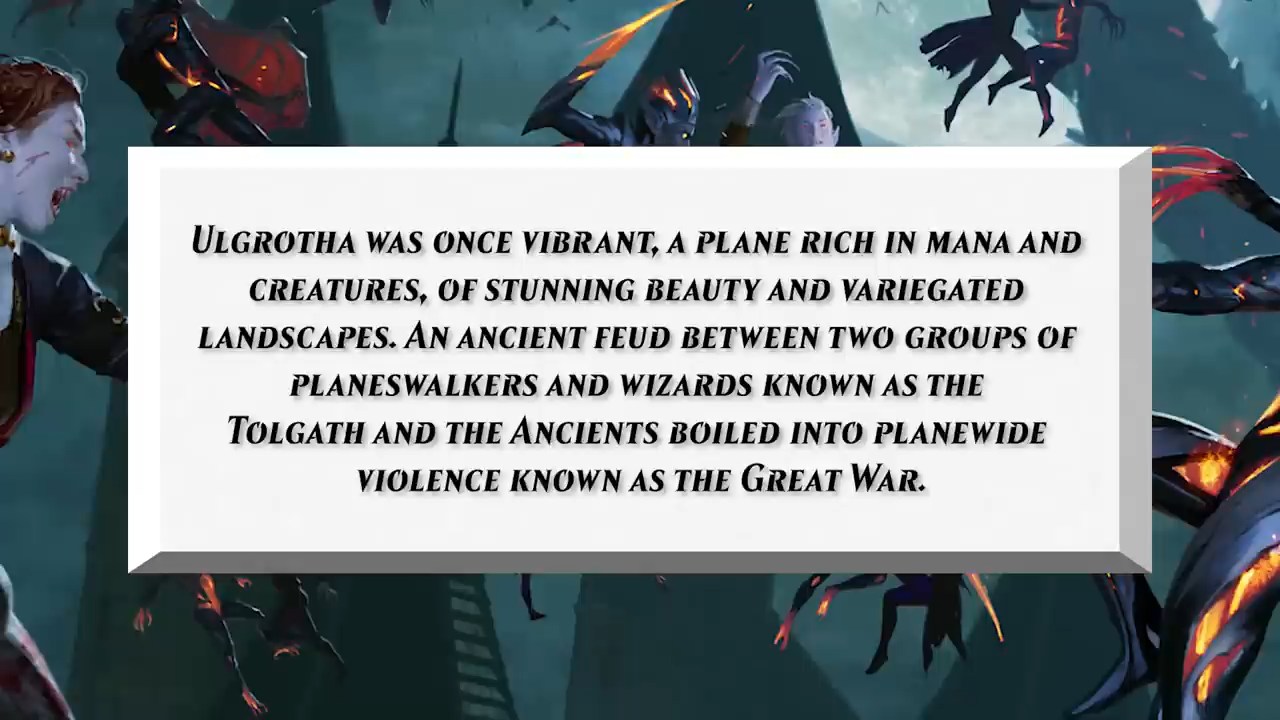 Ulgrotha was once vibrant, a plane rich in mana and
creatures, of stunning beauty and variegated
landscapes. An ancient feud between two groups of
planeswalkers and wizards known as the
Tolgath and the Ancients boiled into planewide
violence known as the Great War.